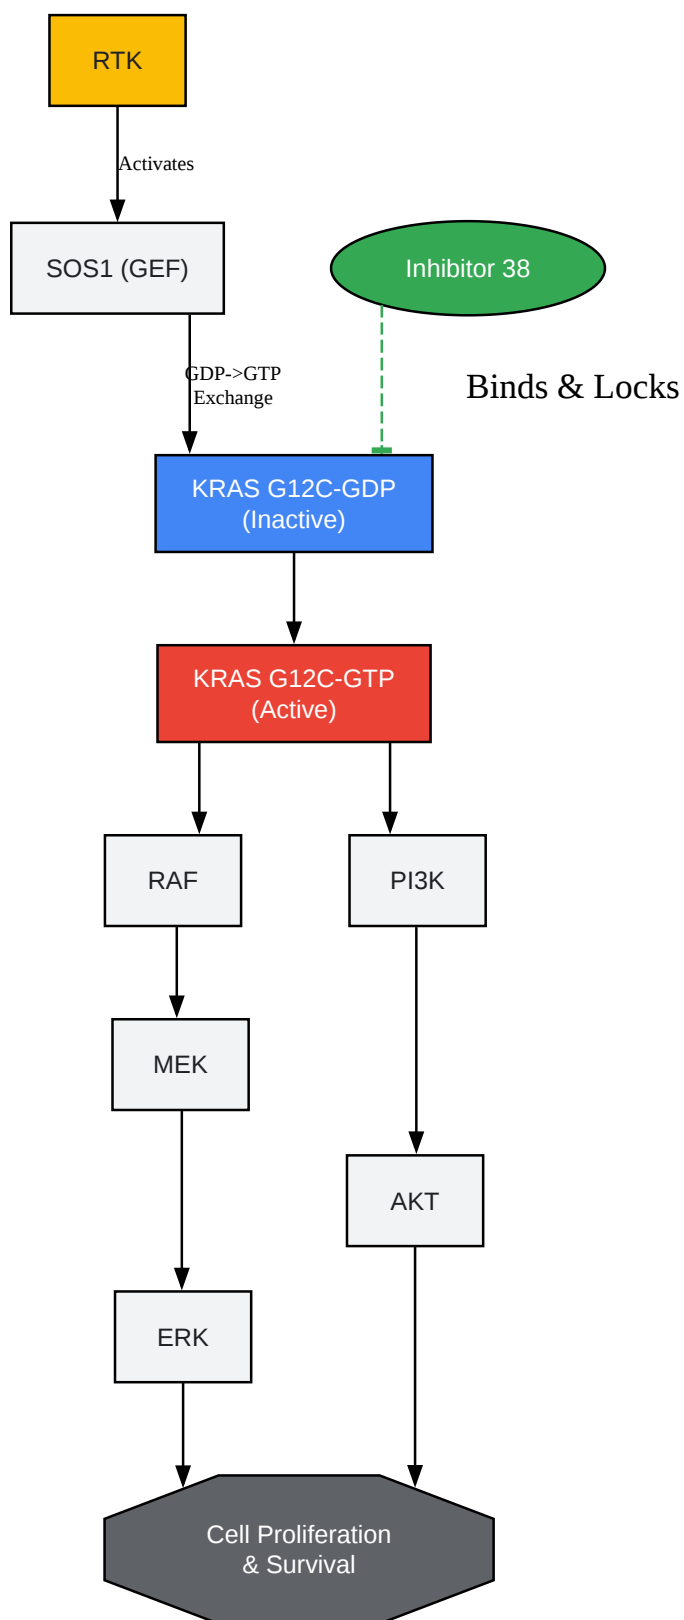 RTK
Activates
SOS1 (GEF)
Inhibitor 38
GDP->GTP
Exchange
Binds & Locks
KRAS G12C-GDP
(Inactive)
KRAS G12C-GTP
(Active)
RAF
PI3K
MEK
AKT
ERK
Cell Proliferation
& Survival